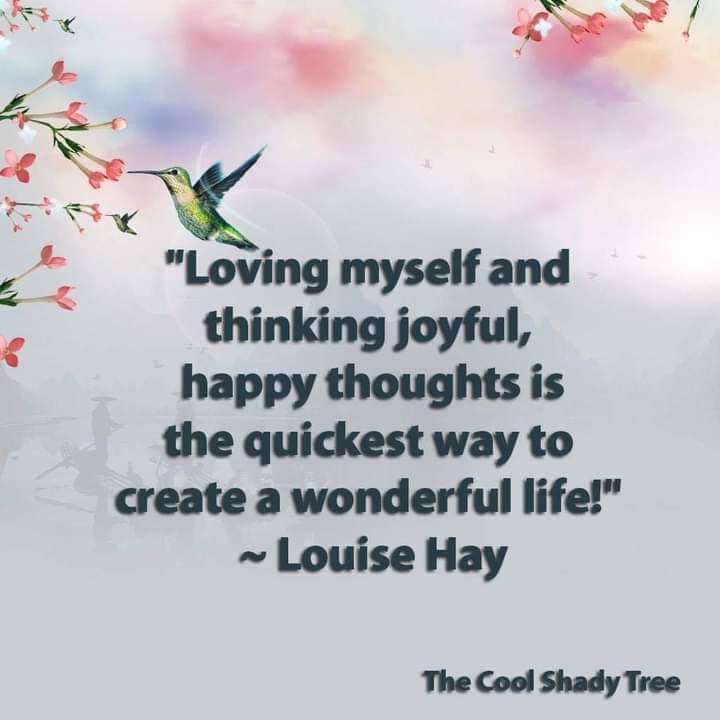 "Loving myself and
thinking joyful,
happy thoughts is
the quickest way to
create a wonderful life!"
~ Louise Hay
The Cool Shady Tree